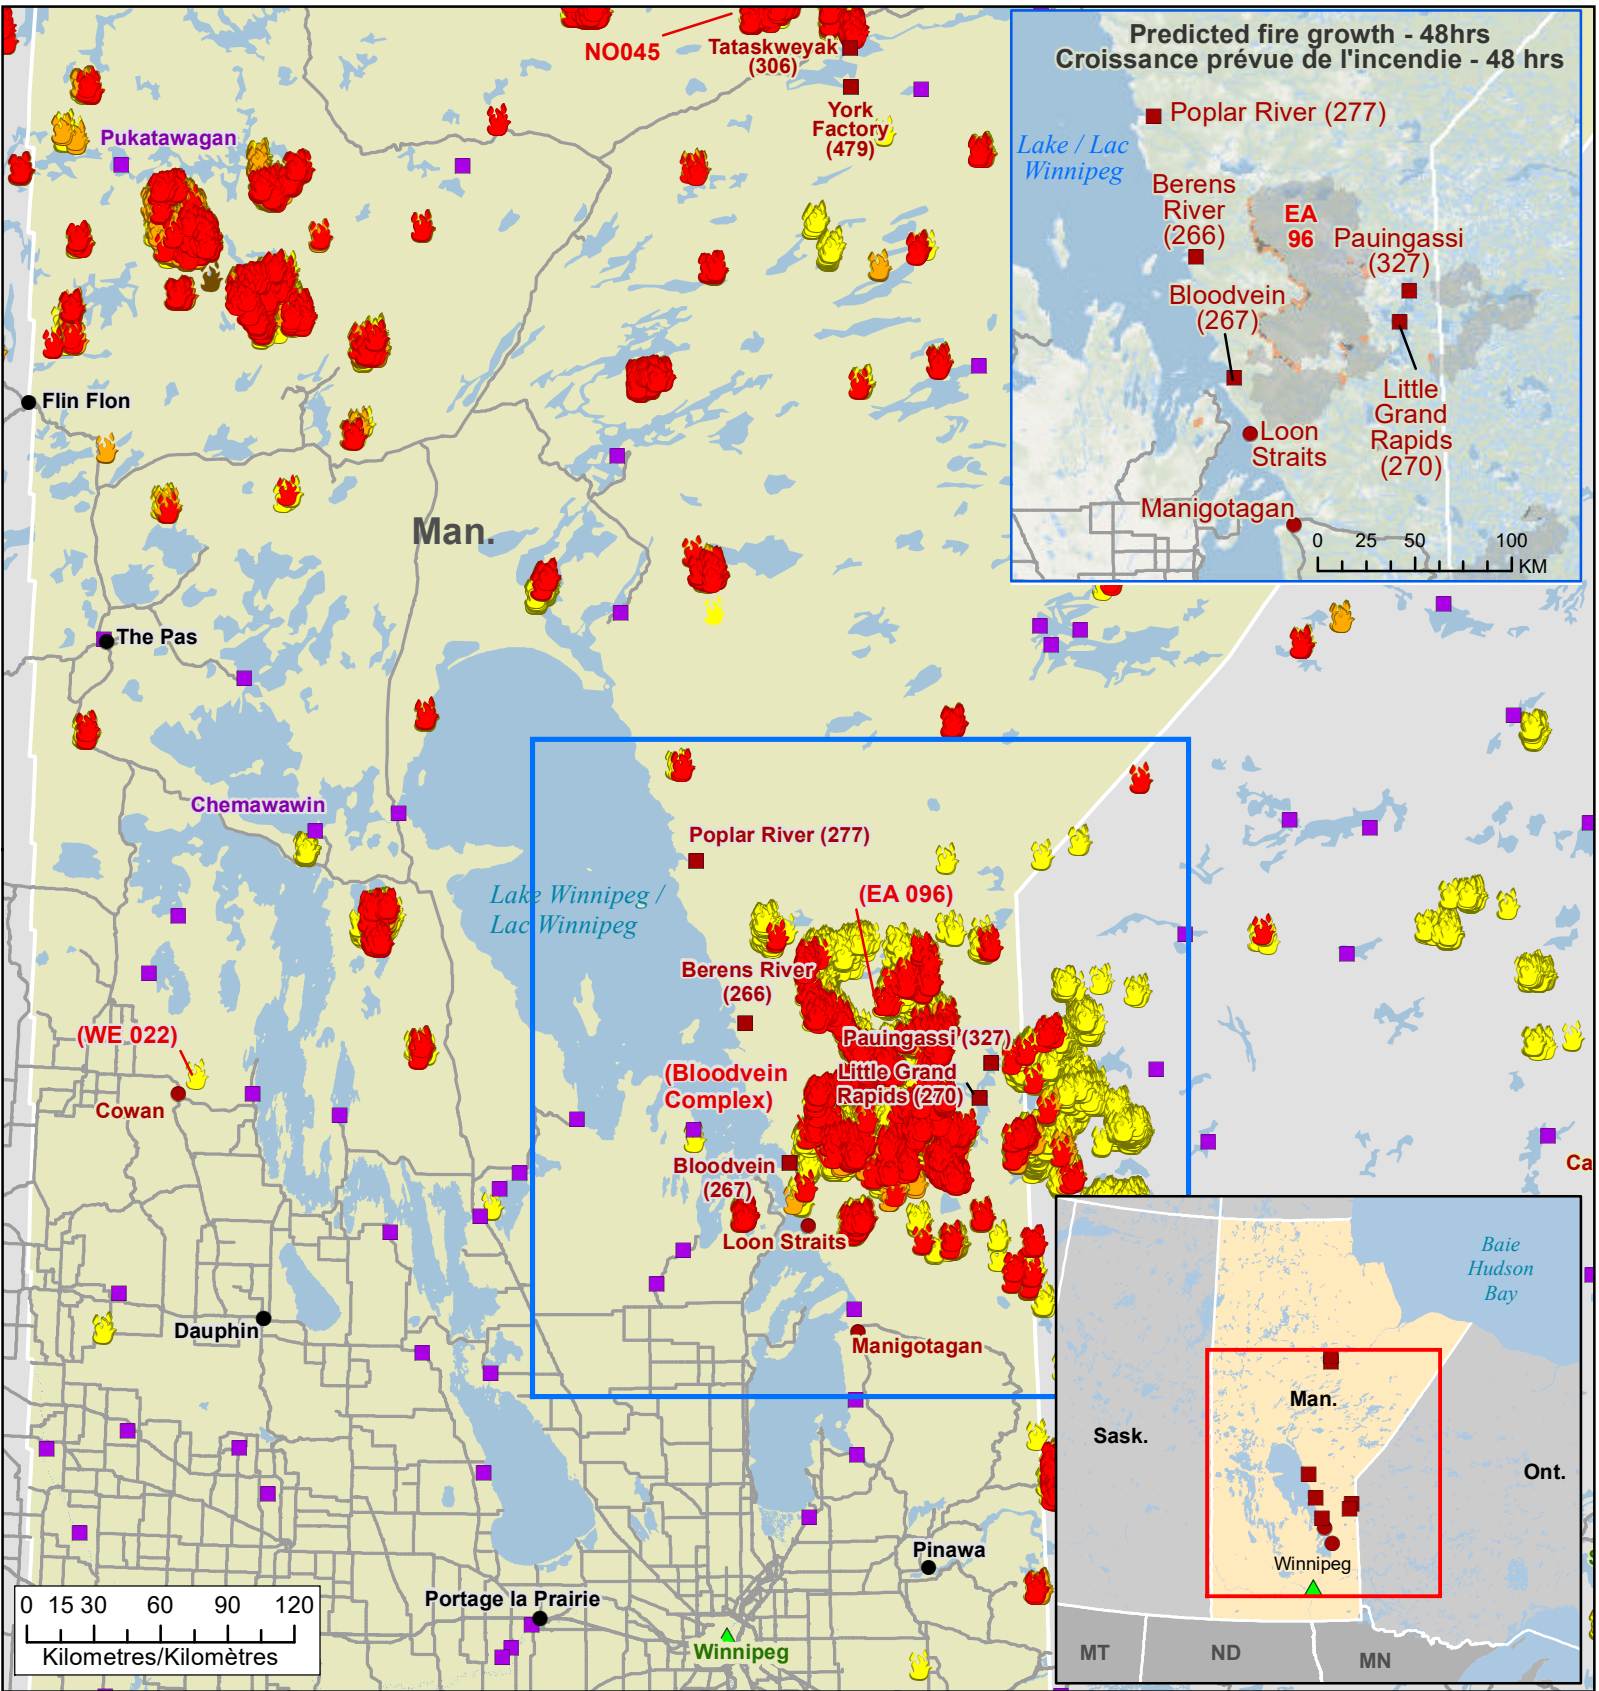 NO045
Tataskweyak
(306)
York
Factory
(479)
Pukatawagan
Predicted fire growth - 48hrs
Croissance prévue de l'incendie - 48 hrs
Poplar River (277)
Lake / Lac
Winnipeg
Berens
River
(266)
EA
96
Pauingassi
(327)
Bloodvein
(267)
Little
Grand
Rapids
(270)
Loon
Straits
Manigotagan
0 25 50 100
KM
Flin Flon
Man.
The Pas
Chemawawin
Poplar River (277)
Lake Winnipeg /
Lac Winnipeg
(EA 096)
Berens River
(266)
(WE 022)
Pauingassi (327)
(Bloodvein
Complex)
Little Grand
Rapids (270)
Cowan
Bloodvein
(267)
Ca
Loon Straits
Dauphin
Manigotagan
Baie
Hudson
Bay
Man.
Sask.
Ont.
Winnipeg
MT
ND
MN
Pinawa
Portage la Prairie
Winnipeg
0 15 30 60 90 120
Kilometres/Kilomètres